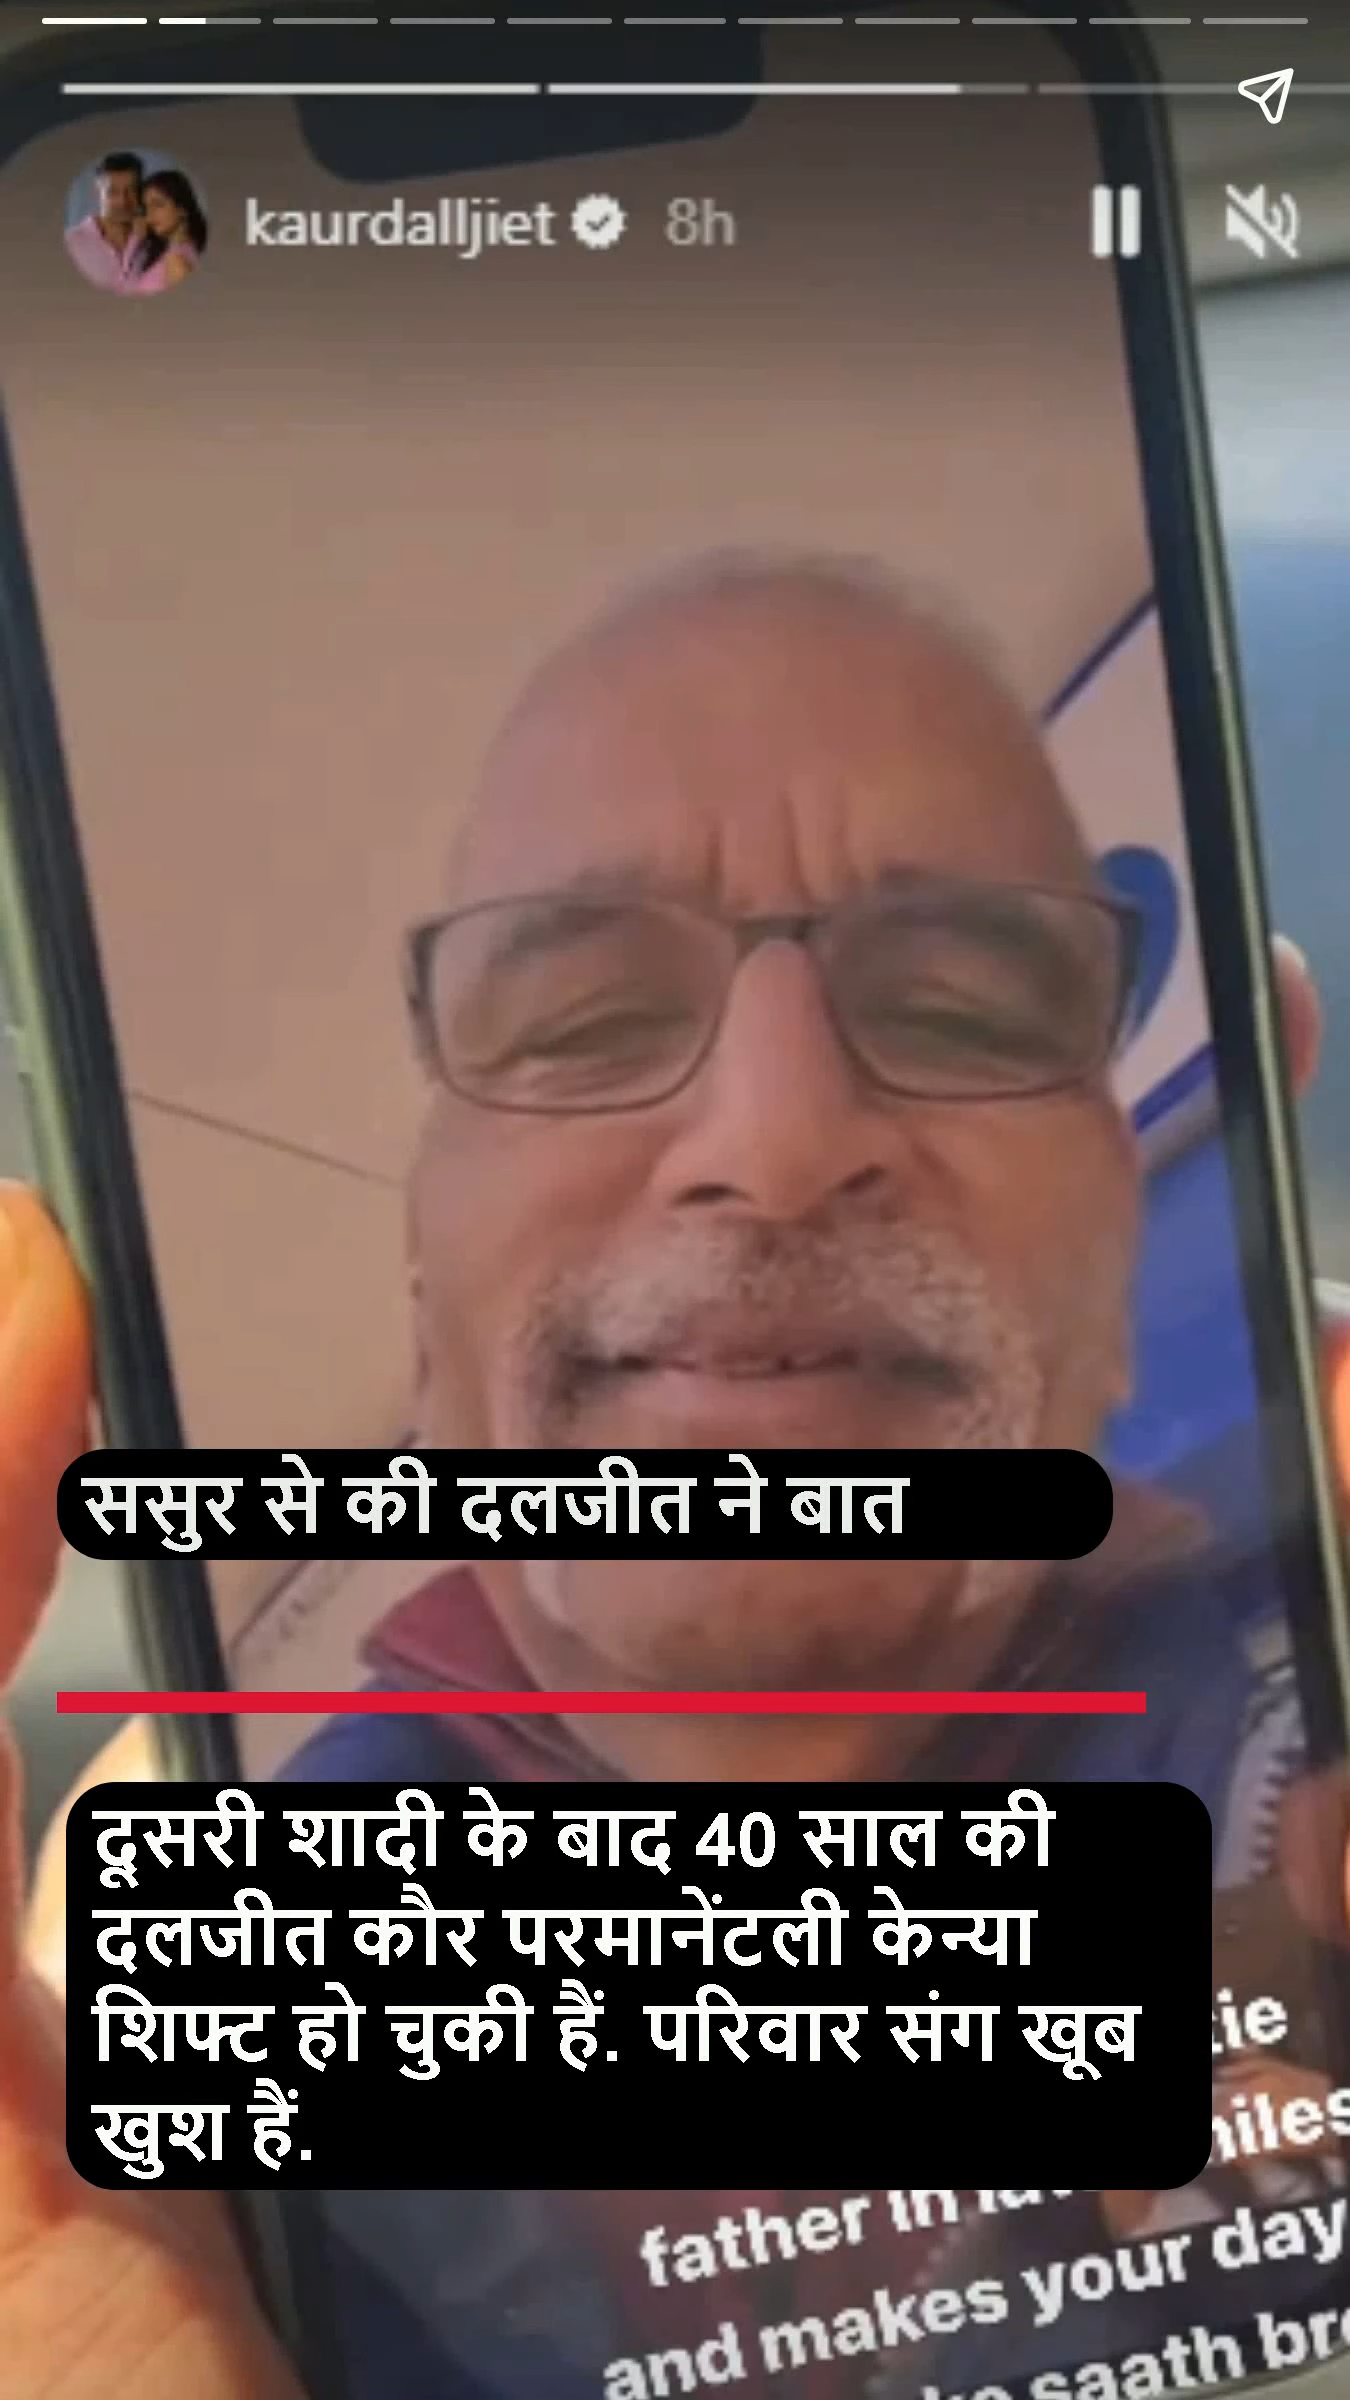 kaurdalljiet 8h
ससुर से की दलजीत ने बात
दूसरी शादी के बाद 40 साल की
दलजीत कौर परमानेंटली केन्या
शिफ्ट हो चुकी हैं. परिवार संग खूब
खुश हैं.
father in
and makes your day
saath